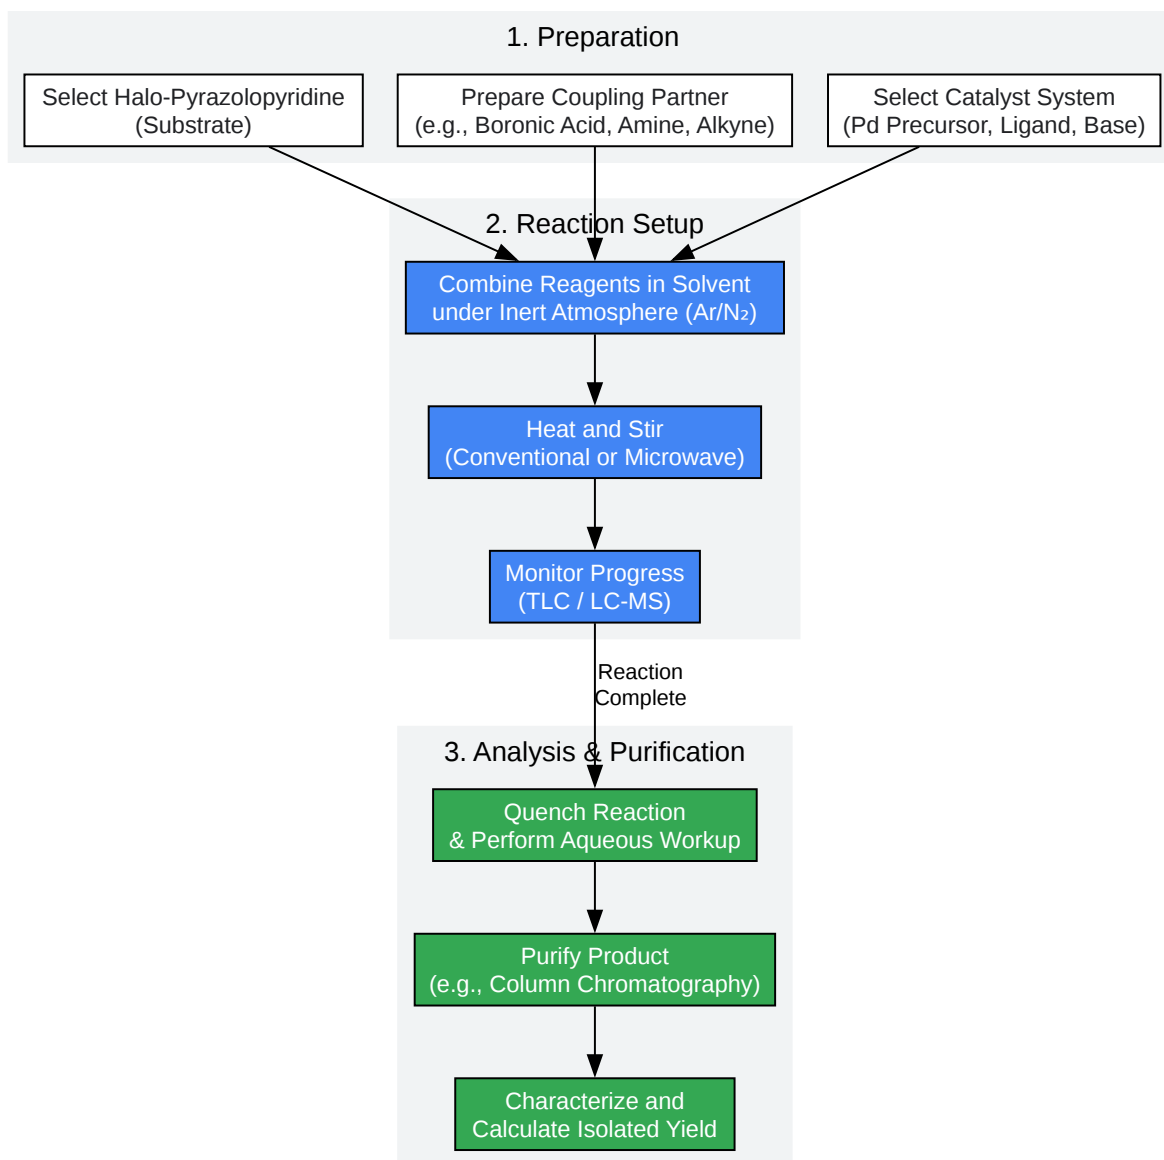 1. Preparation
Select Halo-Pyrazolopyridine
(Substrate)
Prepare Coupling Partner
(e.g., Boronic Acid, Amine, Alkyne)
Select Catalyst System
(Pd Precursor, Ligand, Base)
2. Reaction Setup
Combine Reagents in Solvent
under Inert Atmosphere (Ar/N₂)
Heat and Stir
(Conventional or Microwave)
Monitor Progress
(TLC / LC-MS)
Reaction
Complete
3. Analysis & Purification
Quench Reaction
& Perform Aqueous Workup
Purify Product
(e.g., Column Chromatography)
Characterize and
Calculate Isolated Yield